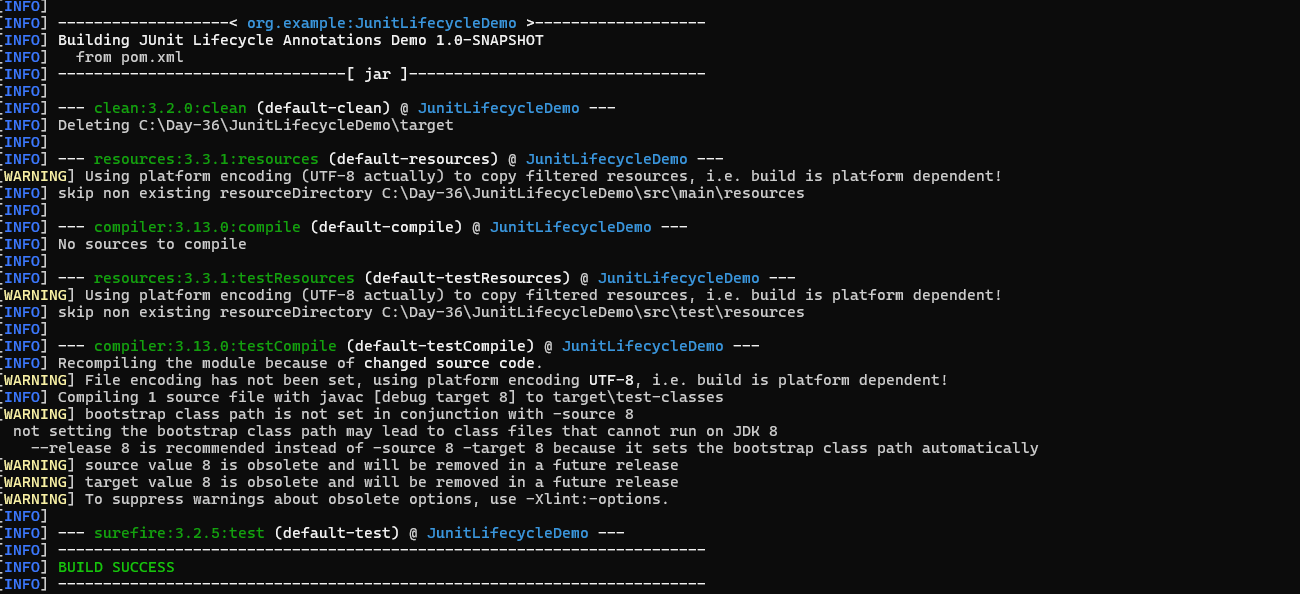 [INFO]
[INFO] -------------------< org.example:JunitLifecycleDemo >-------------------
[INFO] Building JUnit Lifecycle Annotations Demo 1.0-SNAPSHOT
[INFO]   from pom.xml
[INFO] --------------------------------[ jar ]---------------------------------
[INFO]
[INFO] --- clean:3.2.0:clean (default-clean) @ JunitLifecycleDemo ---
[INFO] Deleting C:\Day-36\JunitLifecycleDemo\target
[INFO]
[INFO] --- resources:3.3.1:resources (default-resources) @ JunitLifecycleDemo ---
[WARNING] Using platform encoding (UTF-8 actually) to copy filtered resources, i.e. build is platform dependent!
[INFO] skip non existing resourceDirectory C:\Day-36\JunitLifecycleDemo\src\main\resources
[INFO]
[INFO] --- compiler:3.13.0:compile (default-compile) @ JunitLifecycleDemo ---
[INFO] No sources to compile
[INFO]
[INFO] --- resources:3.3.1:testResources (default-testResources) @ JunitLifecycleDemo ---
[WARNING] Using platform encoding (UTF-8 actually) to copy filtered resources, i.e. build is platform dependent!
[INFO] skip non existing resourceDirectory C:\Day-36\JunitLifecycleDemo\src\test\resources
[INFO]
[INFO] --- compiler:3.13.0:testCompile (default-testCompile) @ JunitLifecycleDemo ---
[INFO] Recompiling the module because of changed source code.
[WARNING] File encoding has not been set, using platform encoding UTF-8, i.e. build is platform dependent!
[INFO] Compiling 1 source file with javac [debug target 8] to target\test-classes
[WARNING] bootstrap class path is not set in conjunction with -source 8
  not setting the bootstrap class path may lead to class files that cannot run on JDK 8
    --release 8 is recommended instead of -source 8 -target 8 because it sets the bootstrap class path automatically
[WARNING] source value 8 is obsolete and will be removed in a future release
[WARNING] target value 8 is obsolete and will be removed in a future release
[WARNING] To suppress warnings about obsolete options, use -Xlint:-options.
[INFO]
[INFO] --- surefire:3.2.5:test (default-test) @ JunitLifecycleDemo ---
[INFO] ------------------------------------------------------------------------
[INFO] BUILD SUCCESS
[INFO] ------------------------------------------------------------------------